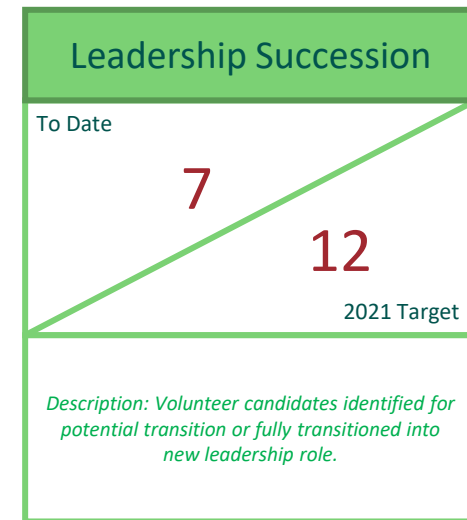 Leadership Succession
To Date
7
12
2021 Target
Description: Volunteer candidates identified for
potential transition or fully transitioned into
new leadership role.